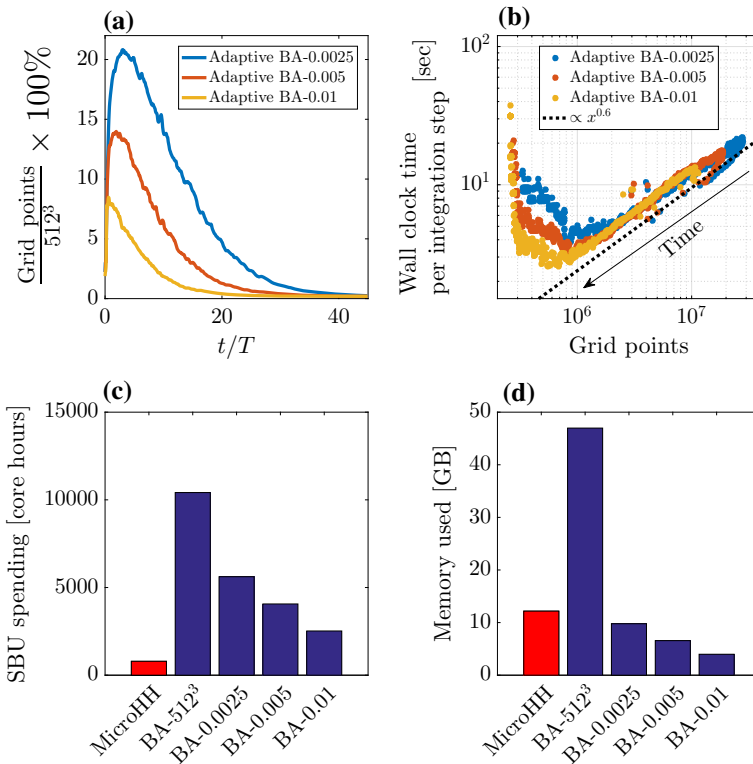 (a)
Grid points / 512³ × 100%
20
15
10
5
0
Adaptive BA-0.0025
Adaptive BA-0.005
Adaptive BA-0.01
0 20 40
t/T
(b)
Wall clock time
per integration step [sec]
10²
10¹
Adaptive BA-0.0025
Adaptive BA-0.005
Adaptive BA-0.01
∝ x^0.6
Time
10⁶ 10⁷
Grid points
(c)
SBU spending [core hours]
15000
10000
5000
0
MicroHH
BA-512³
BA-0.0025
BA-0.005
BA-0.01
(d)
Memory used [GB]
50
40
30
20
10
0
MicroHH
BA-512³
BA-0.0025
BA-0.005
BA-0.01